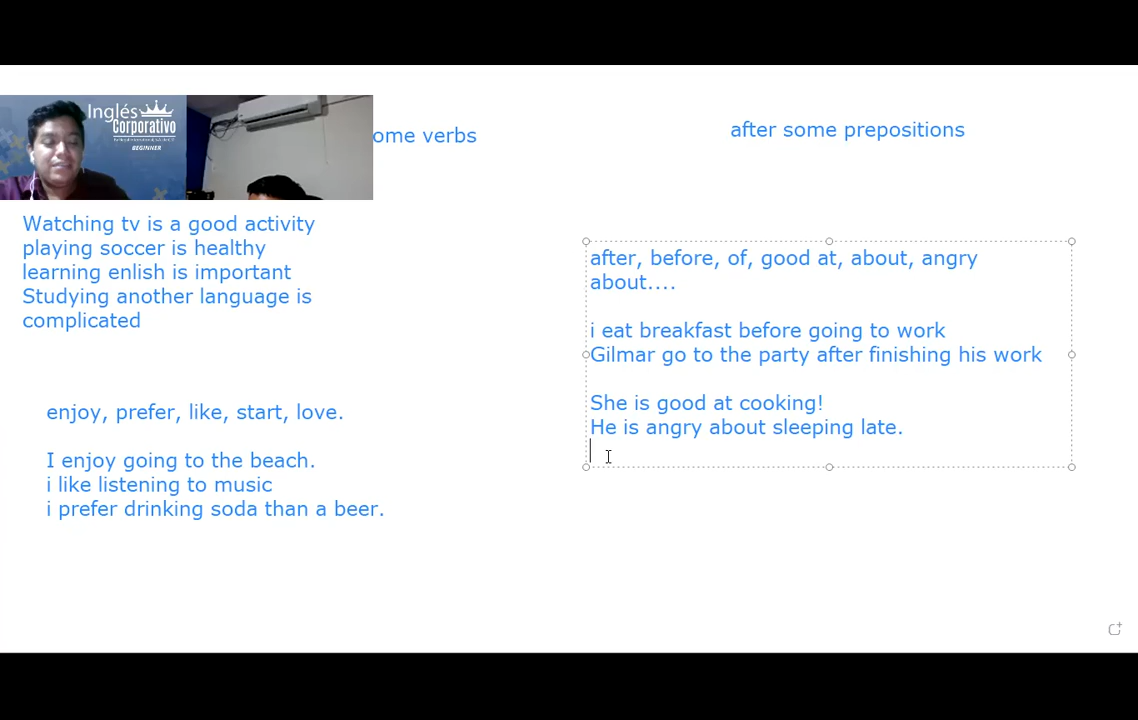 Inglés
Corporativo
BEGINNER
ome verbs
after some prepositions
Watching tv is a good activity
playing soccer is healthy
learning enlish is important
Studying another language is
complicated
enjoy, prefer, like, start, love.
I enjoy going to the beach.
i like listening to music
i prefer drinking soda than a beer.
after, before, of, good at, about, angry
about....
i eat breakfast before going to work
Gilmar go to the party after finishing his work
She is good at cooking!
He is angry about sleeping late.